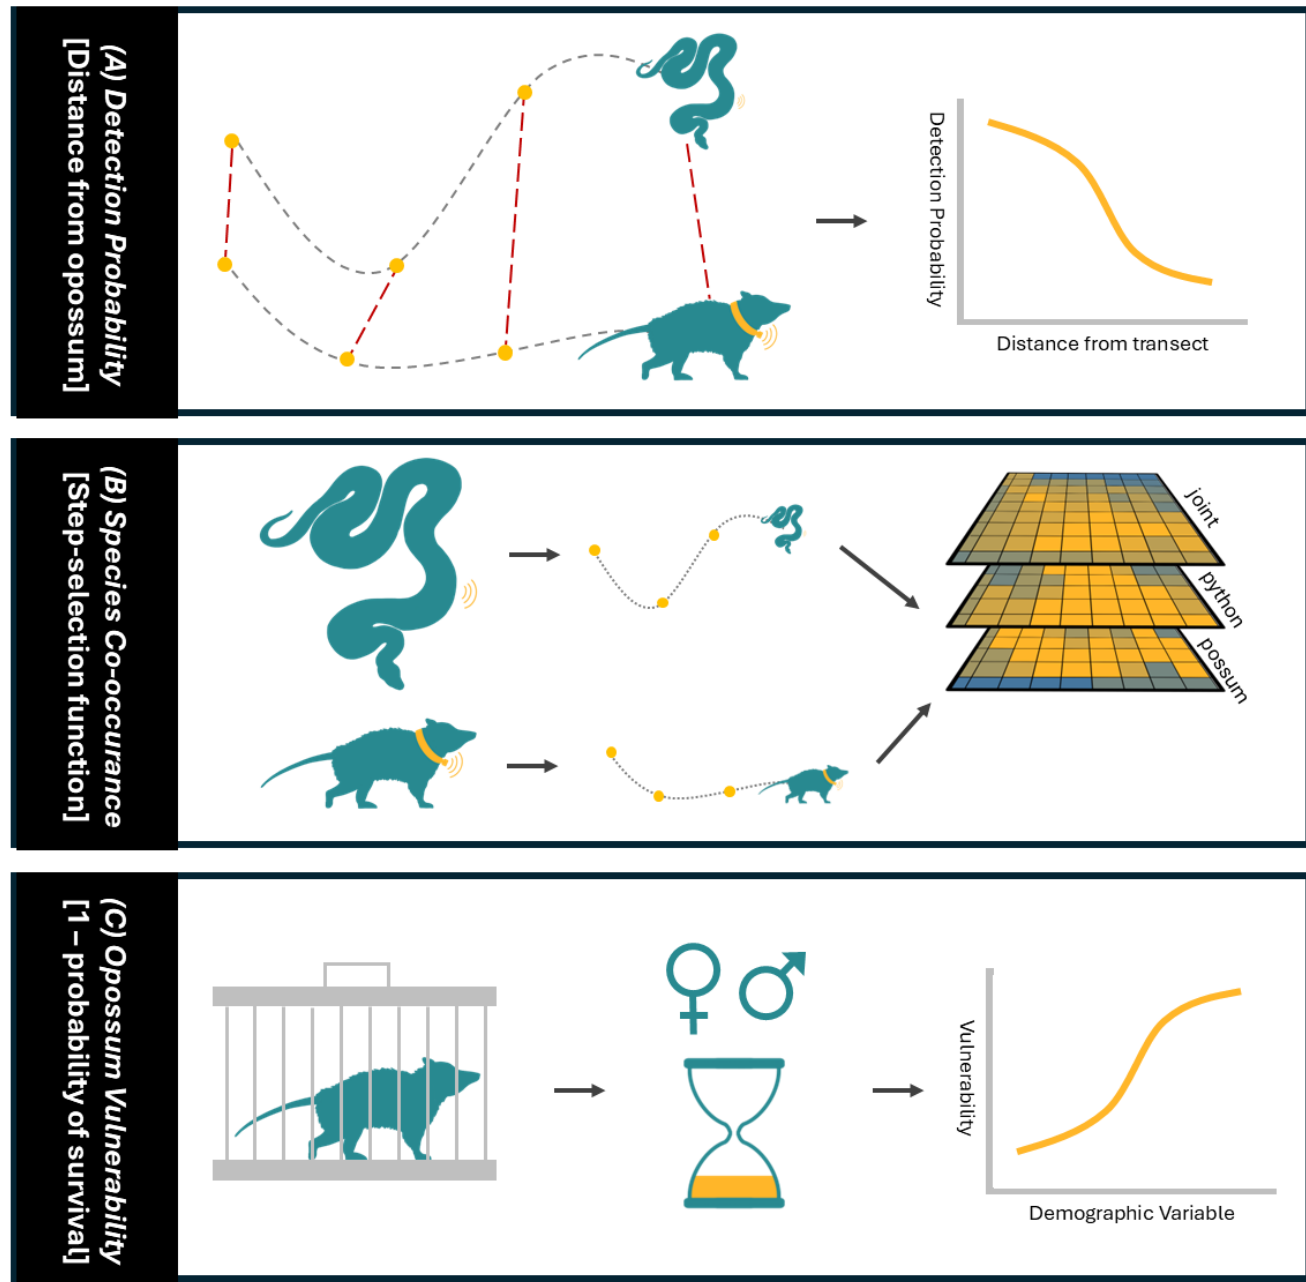 (A) Detection Probability
[Distance from opossum]
Detection Probability
Distance from transect
(B) Species Co-occurance
[Step-selection function]
joint
python
possum
(C) Opossum Vulnerability
[1 – probability of survival]
Vulnerability
Demographic Variable